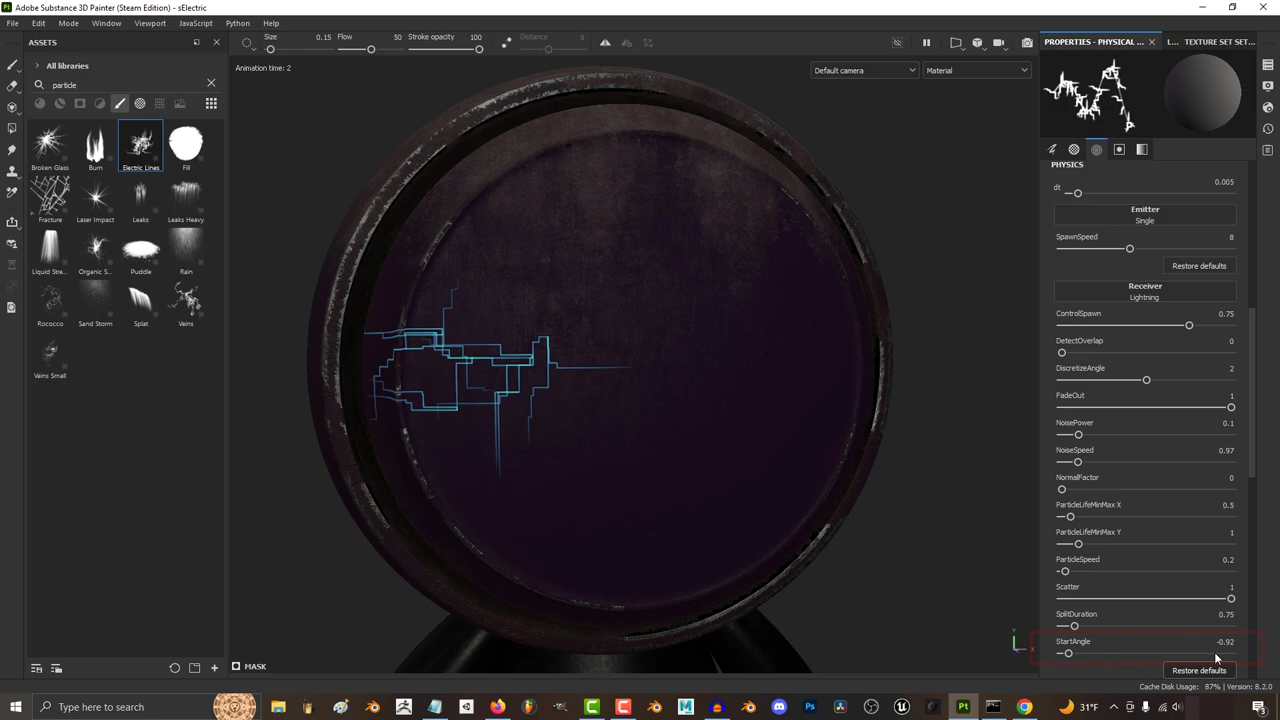 Adobe Substance 3D Painter (Steam Edition) - sElectric
File Edit Mode Window Viewport JavaScript Python Help
ASSETS
All libraries
particle
Broken Glass Burn Electric Lines Fill
Fracture Laser Impact Leaks Leaks Heavy
Liquid Stre... Organic S... Puddle Rain
Rococco Sand Storm Splat Veins
Veins Small
Size 0.15 Flow 50 Stroke opacity 100 Distance 8
Animation time: 2
Default camera Material
MASK
PROPERTIES - PHYSICAL ... L... TEXTURE SET SET...
PHYSICS
dt 0.005
Emitter
Single
SpawnSpeed 8
Restore defaults
Receiver
Lightning
ControlSpawn 0.75
DetectOverlap 0
DiscretizeAngle 2
FadeOut 1
NoisePower 0.1
NoiseSpeed 0.97
NormalFactor 0
ParticleLifeMinMax X 0.5
ParticleLifeMinMax Y 1
ParticleSpeed 0.2
Scatter 1
SplitDuration 0.75
StartAngle -0.92
Restore defaults
Cache Disk Usage: 87% | Version: 8.2.0
Type here to search
31°F